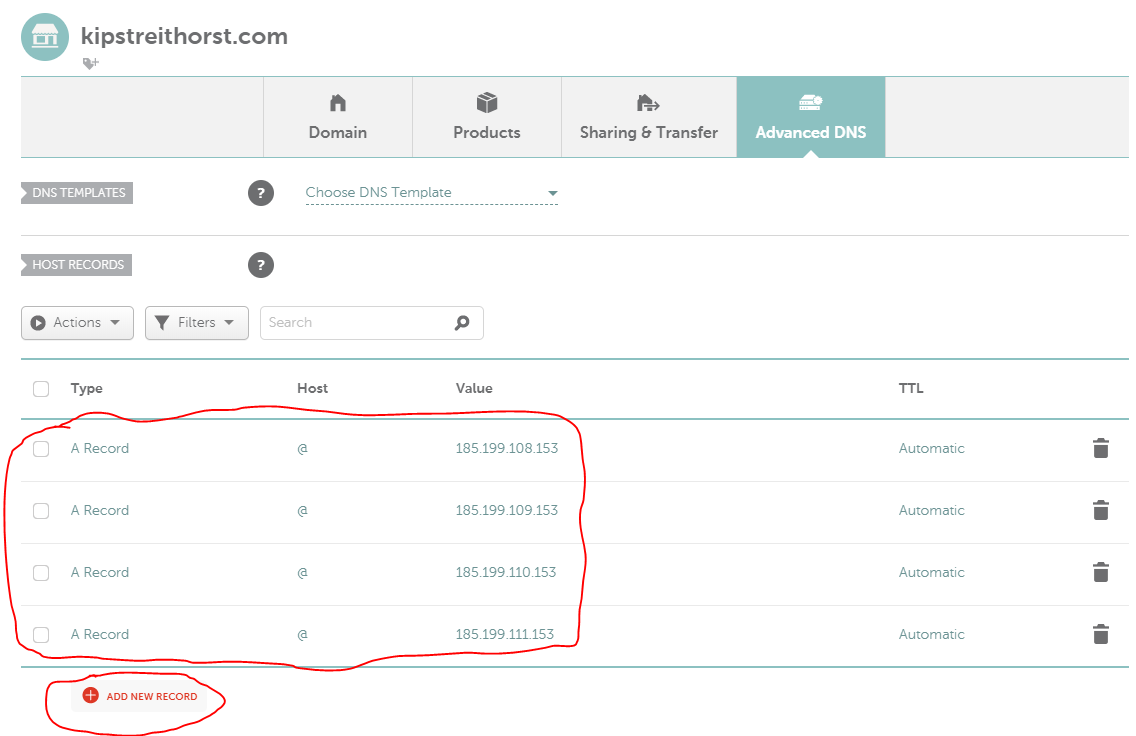 kipstreithorst.com
Domain Products Sharing & Transfer Advanced DNS
DNS TEMPLATES ? Choose DNS Template
HOST RECORDS ?
Actions Filters Search
Type Host Value TTL
A Record @ 185.199.108.153 Automatic
A Record @ 185.199.109.153 Automatic
A Record @ 185.199.110.153 Automatic
A Record @ 185.199.111.153 Automatic
ADD NEW RECORD